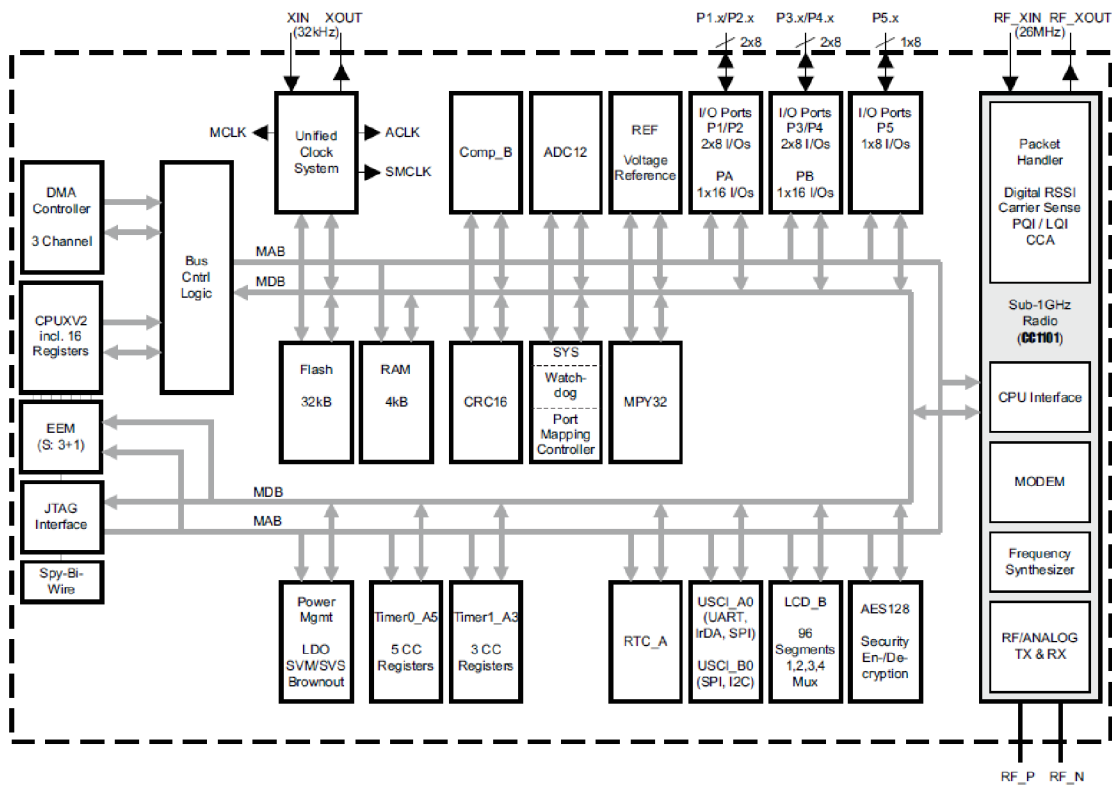 XIN XOUT
(32kHz)
P1.x/P2.x
2x8
P3.x/P4.x
2x8
P5.x
1x8
RF_XIN RF_XOUT
(26MHz)
MCLK
Unified
Clock
System
ACLK
SMCLK
Comp_B
ADC12
REF
Voltage
Reference
I/O Ports
P1/P2
2x8 I/Os
PA
1x16 I/Os
I/O Ports
P3/P4
2x8 I/Os
PB
1x16 I/Os
I/O Ports
P5
1x8 I/Os
Packet
Handler
Digital RSSI
Carrier Sense
PQI / LQI
CCA
DMA
Controller
3 Channel
Bus
Cntrl
Logic
MAB
MDB
CPUXV2
incl. 16
Registers
Sub-1GHz
Radio
(CC1101)
Flash
32kB
RAM
4kB
CRC16
SYS
Watch-
dog
Port
Mapping
Controller
MPY32
CPU Interface
EEM
(S: 3+1)
JTAG
Interface
Spy-Bi-
Wire
MDB
MAB
MODEM
Frequency
Synthesizer
RF/ANALOG
TX & RX
Power
Mgmt
LDO
SVM/SVS
Brownout
Timer0_A5
5 CC
Registers
Timer1_A3
3 CC
Registers
RTC_A
USCI_A0
(UART,
IrDA, SPI)
USCI_B0
(SPI, I2C)
LCD_B
96
Segments
1,2,3,4
Mux
AES128
Security
En-/De-
cryption
RF_P RF_N